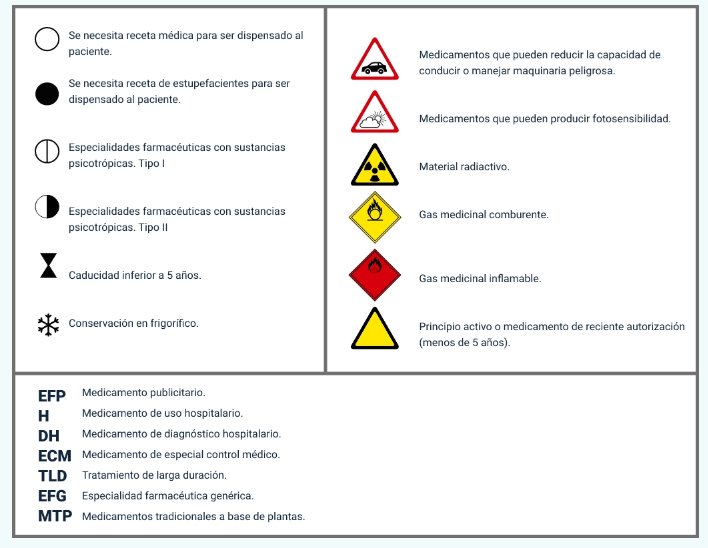 Se necesita receta médica para ser dispensado al
paciente.
Se necesita receta de estupefacientes para ser
dispensado al paciente.
Especialidades farmacéuticas con sustancias
psicotrópicas. Tipo I
Especialidades farmacéuticas con sustancias
psicotrópicas. Tipo II
Caducidad inferior a 5 años.
Conservación en frigorífico.
Medicamentos que pueden reducir la capacidad de
conducir o manejar maquinaria peligrosa.
Medicamentos que pueden producir fotosensibilidad.
Material radiactivo.
Gas medicinal comburente.
Gas medicinal inflamable.
Principio activo o medicamento de reciente autorización
(menos de 5 años).
EFP Medicamento publicitario.
H Medicamento de uso hospitalario.
DH Medicamento de diagnóstico hospitalario.
ECM Medicamento de especial control médico.
TLD Tratamiento de larga duración.
EFG Especialidad farmacéutica genérica.
MTP Medicamentos tradicionales a base de plantas.